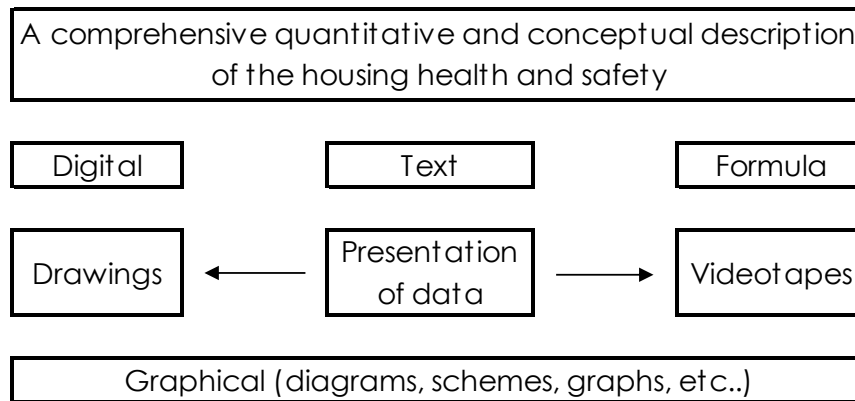 A comprehensive quantitative and conceptual description
of the housing health and safety
Digital
Text
Formula
Drawings
Presentation
of data
Videotapes
Graphical (diagrams, schemes, graphs, etc..)